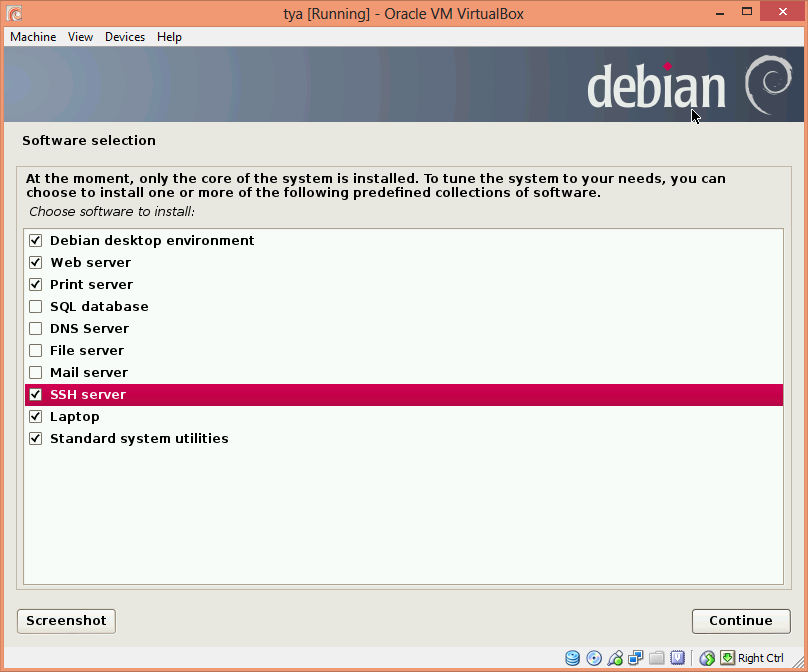 tya [Running] - Oracle VM VirtualBox
Machine View Devices Help
debian
Software selection
At the moment, only the core of the system is installed. To tune the system to your needs, you can
choose to install one or more of the following predefined collections of software.
Choose software to install:
Debian desktop environment
Web server
Print server
SQL database
DNS Server
File server
Mail server
SSH server
Laptop
Standard system utilities
Screenshot
Continue
Right Ctrl